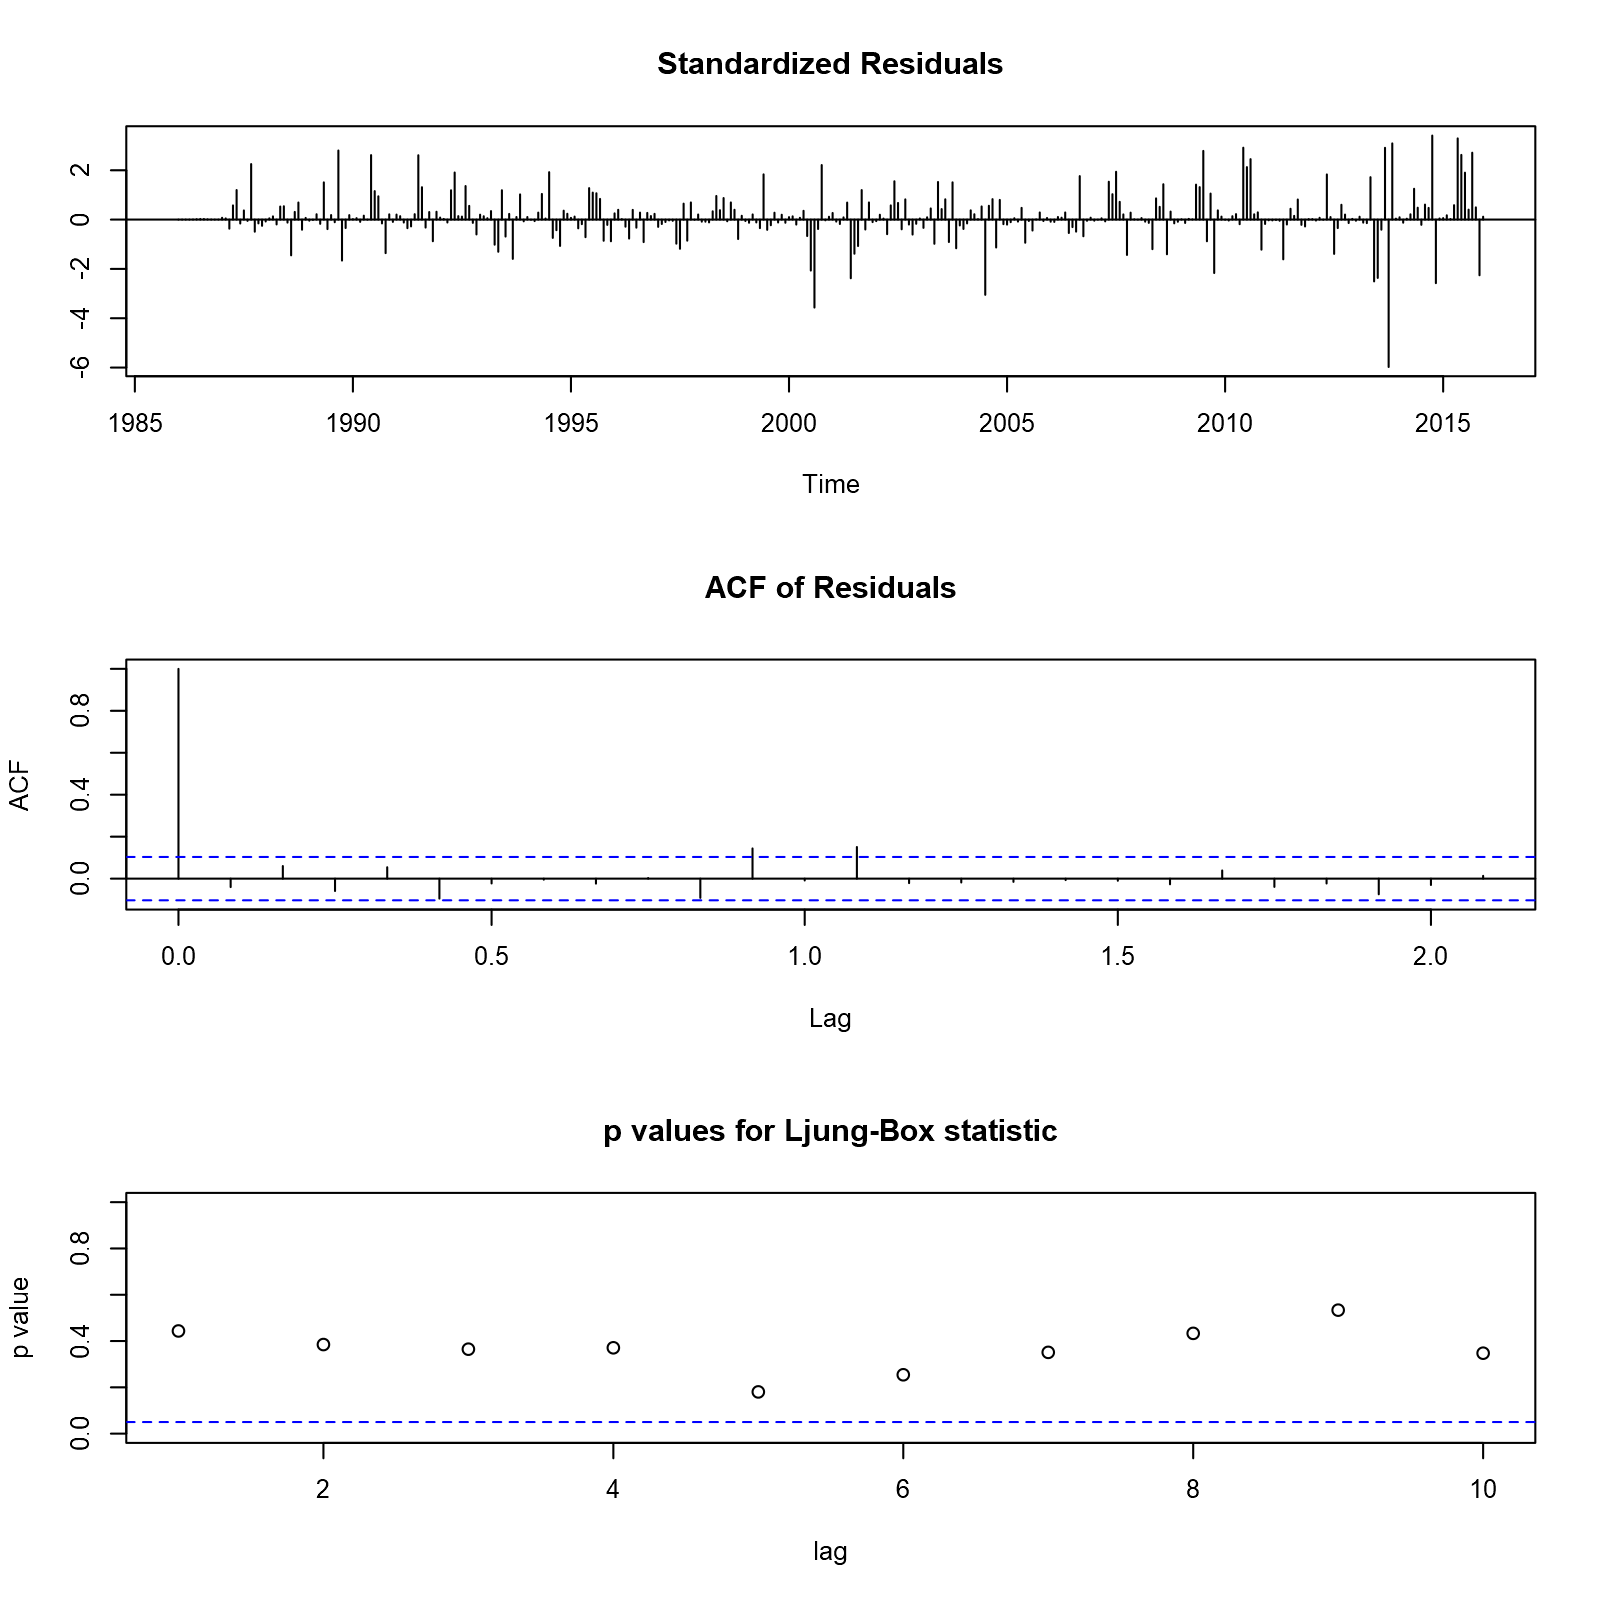 Standardized Residuals
2
0
-2
-4
-6
1985 1990 1995 2000 2005 2010 2015
Time
ACF of Residuals
ACF
0.8
0.4
0.0
0.0 0.5 1.0 1.5 2.0
Lag
p values for Ljung-Box statistic
p value
0.8
0.4
0.0
2 4 6 8 10
lag